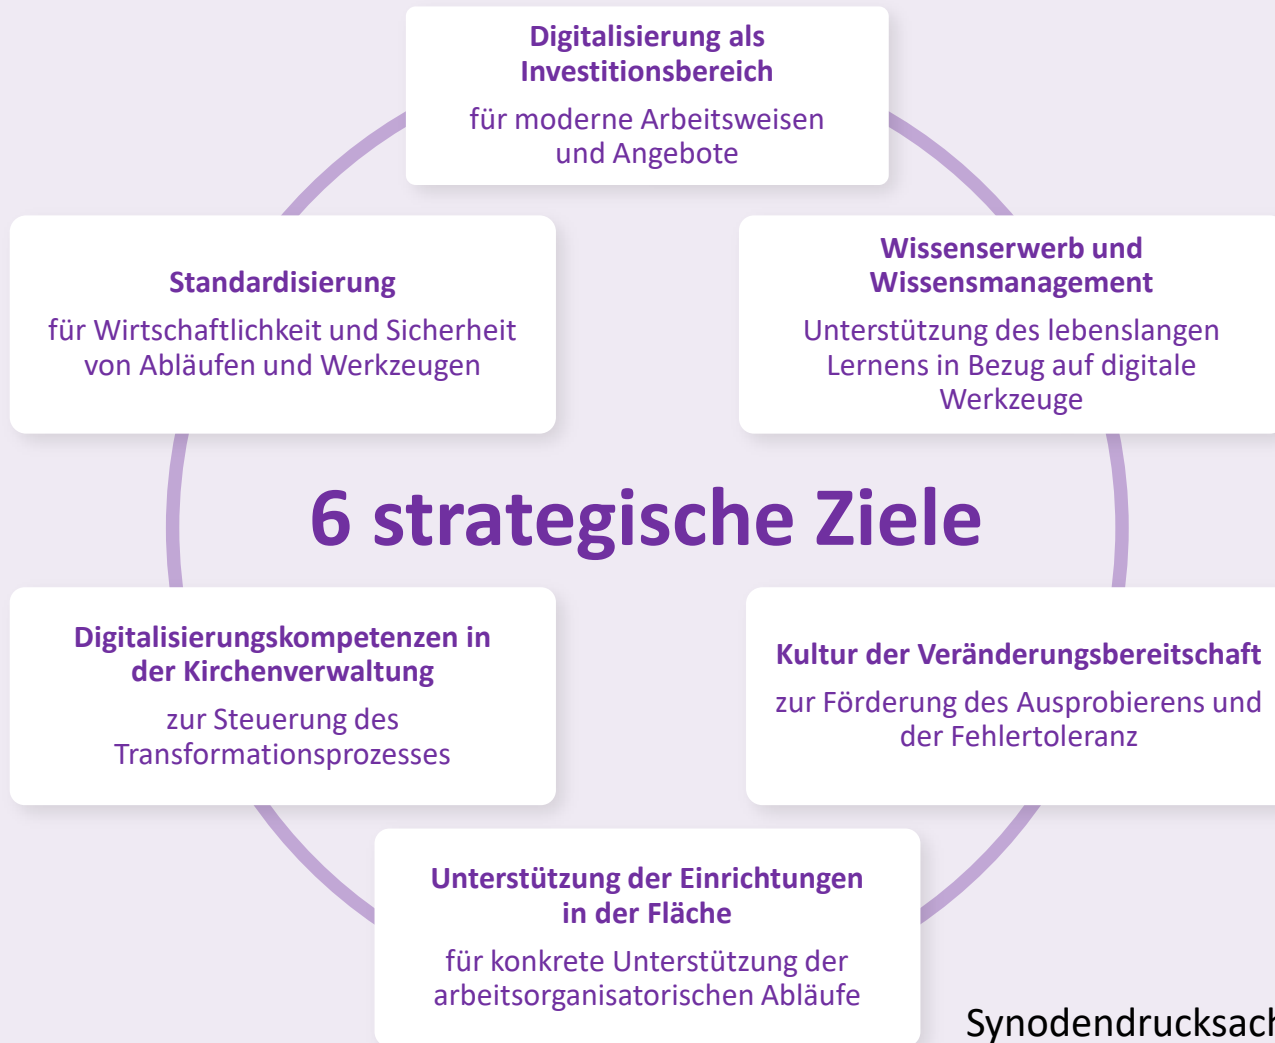 Digitalisierung als
Investitionsbereich
für moderne Arbeitsweisen
und Angebote
Wissenserwerb und
Wissensmanagement
Unterstützung des lebenslangen
Lernens in Bezug auf digitale
Werkzeuge
Kultur der Veränderungsbereitschaft
zur Förderung des Ausprobierens und
der Fehlertoleranz
Unterstützung der Einrichtungen
in der Fläche
für konkrete Unterstützung der
arbeitsorganisatorischen Abläufe
Digitalisierungskompetenzen in
der Kirchenverwaltung
zur Steuerung des
Transformationsprozesses
Standardisierung
für Wirtschaftlichkeit und Sicherheit
von Abläufen und Werkzeugen
6 strategische Ziele